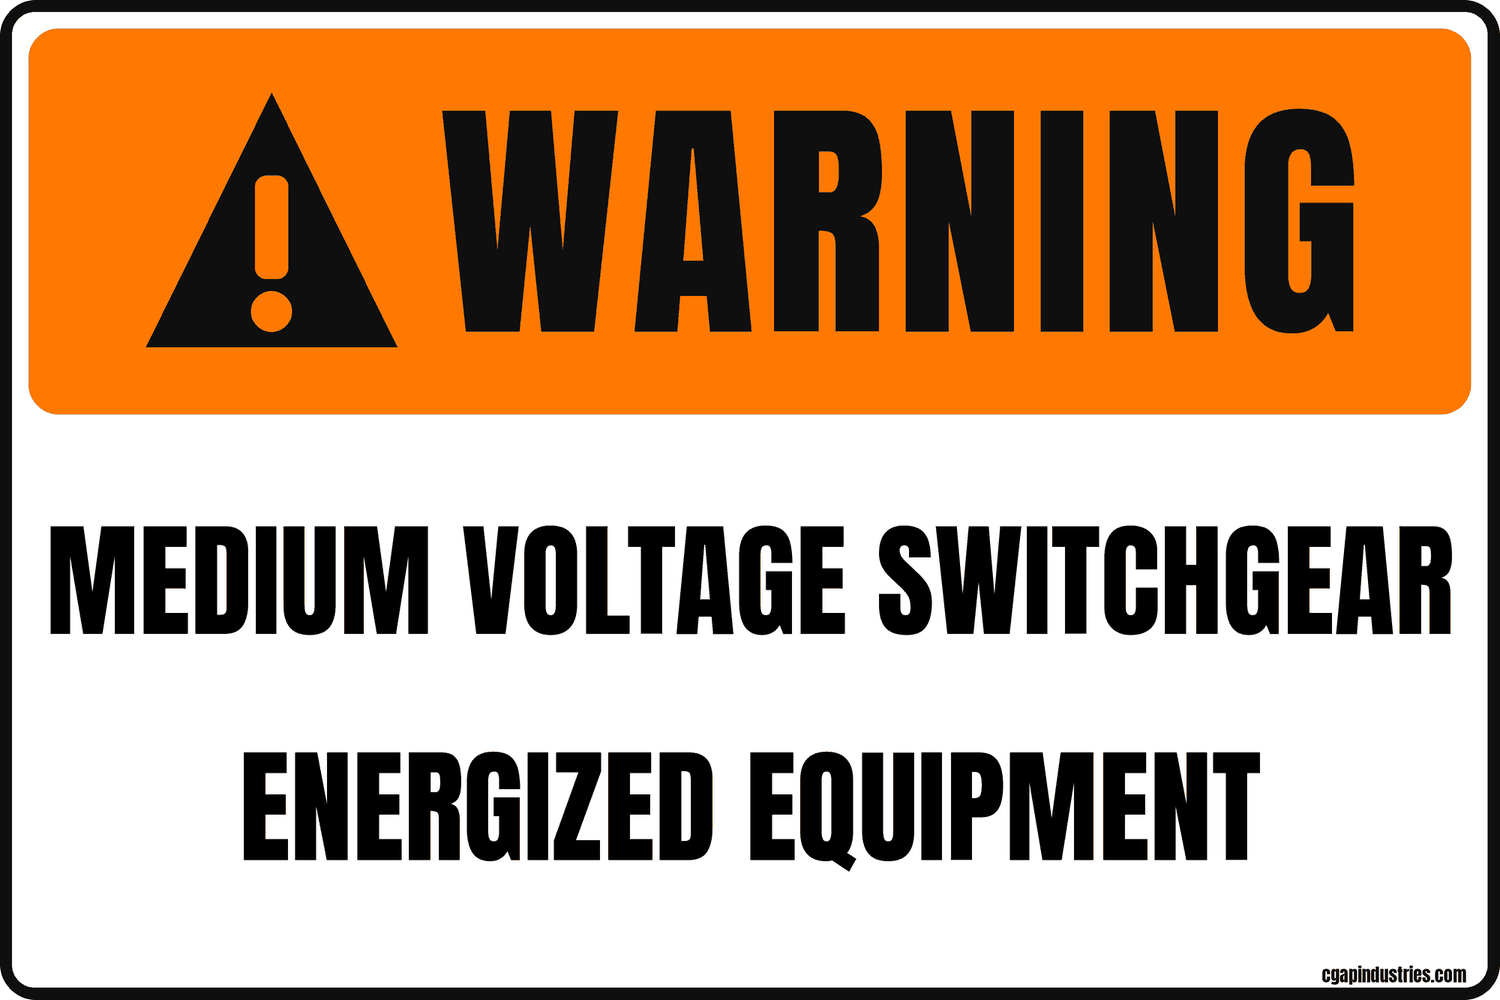 WARNING
MEDIUM VOLTAGE SWITCHGEAR
ENERGIZED EQUIPMENT
cgapindustries.com